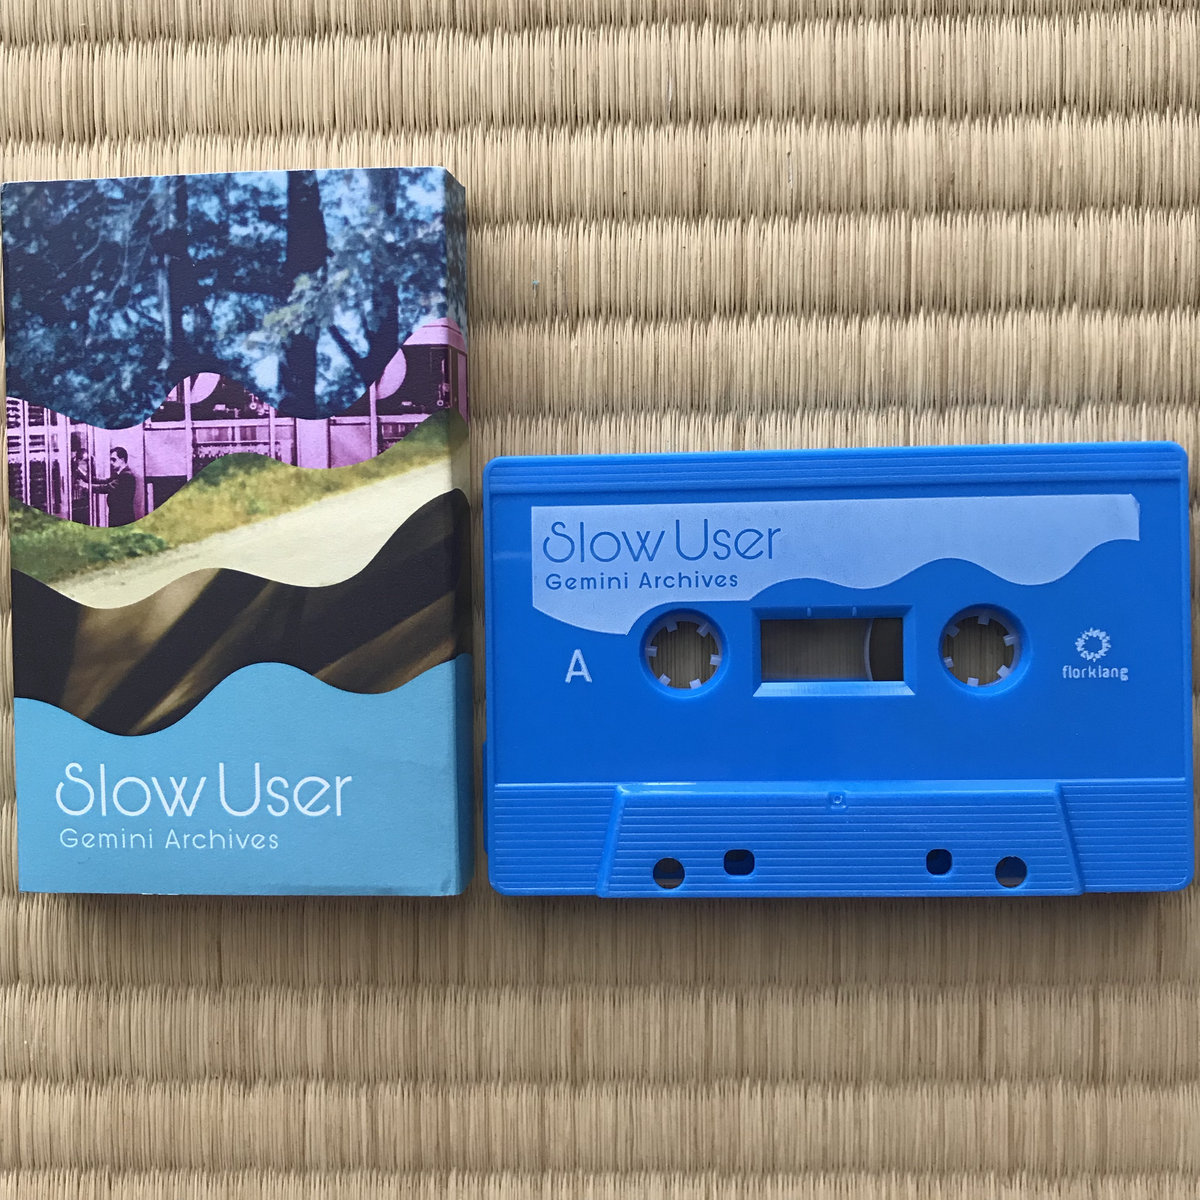 Slow User
Gemini Archives
Slow User
Gemini Archives
A
florklang